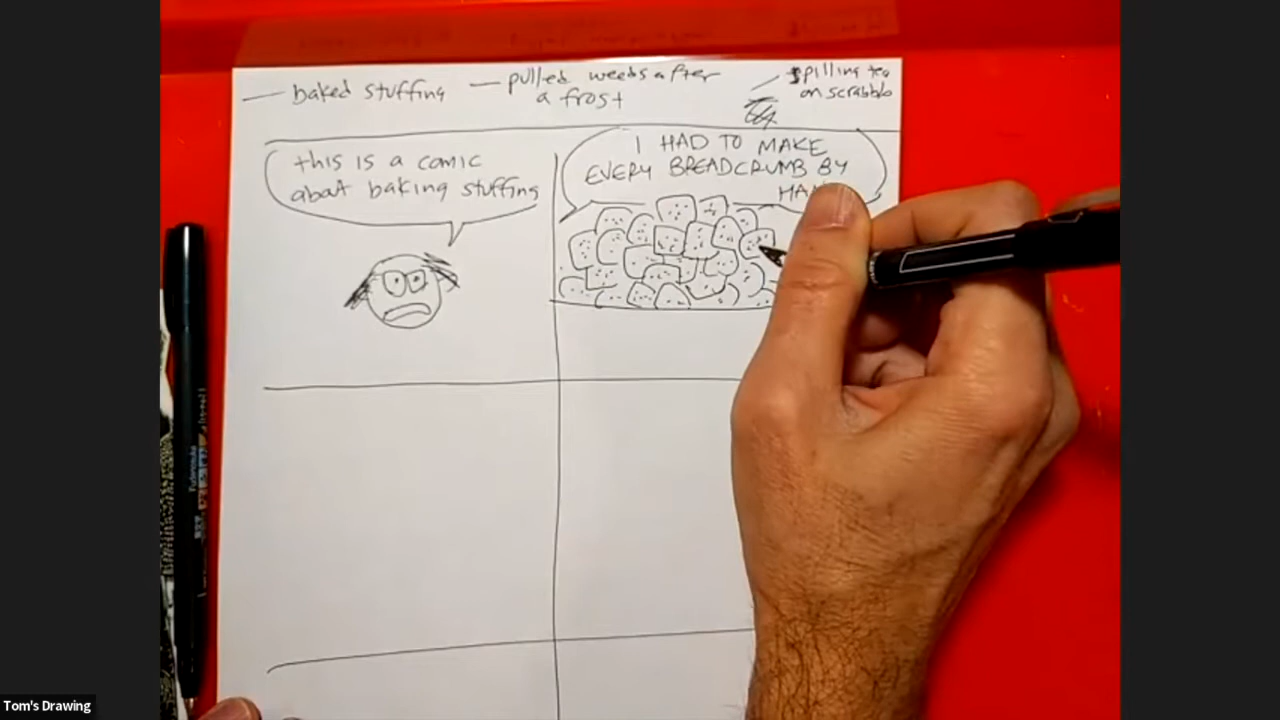 — baked stuffing
— pulled weeds after
a frost
— spilling tea
on scrabble
this is a comic
about baking stuffing
I HAD TO MAKE
EVERY BREADCRUMB BY
Tom's Drawing